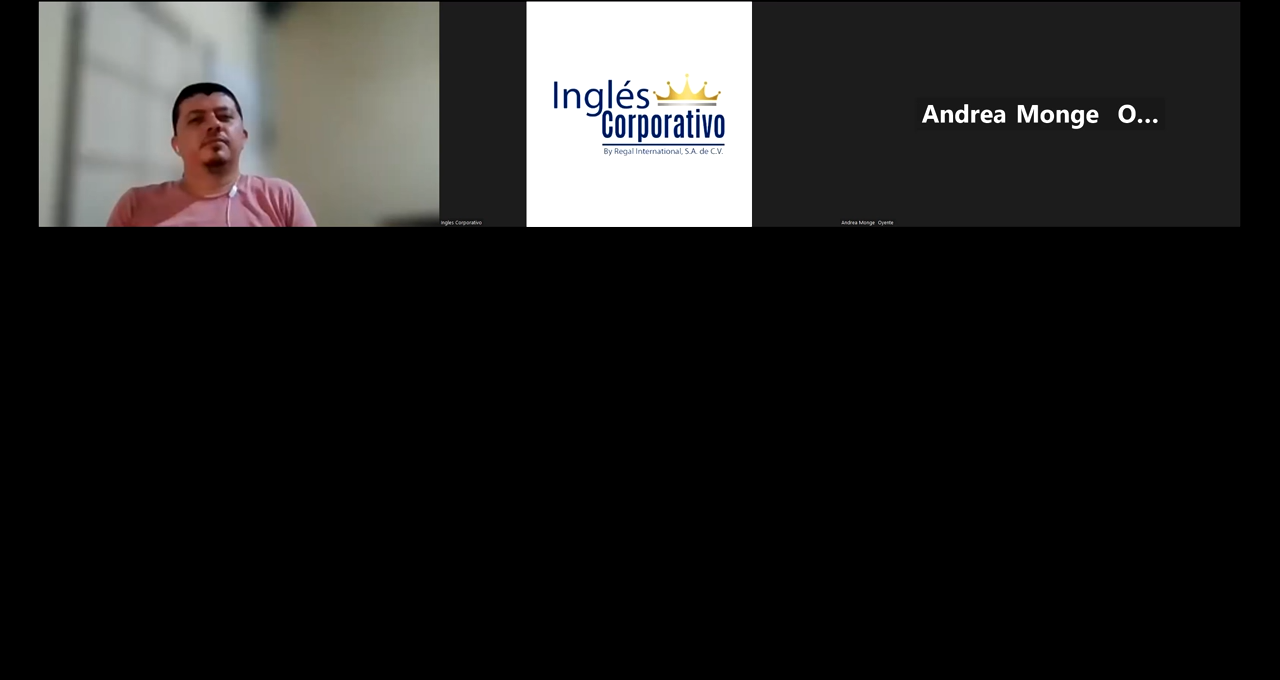 Inglés
Corporativo
By Regal International, S.A. de C.V.
Andrea Monge O...
Ingles Corporativo
Andrea Monge Oyente